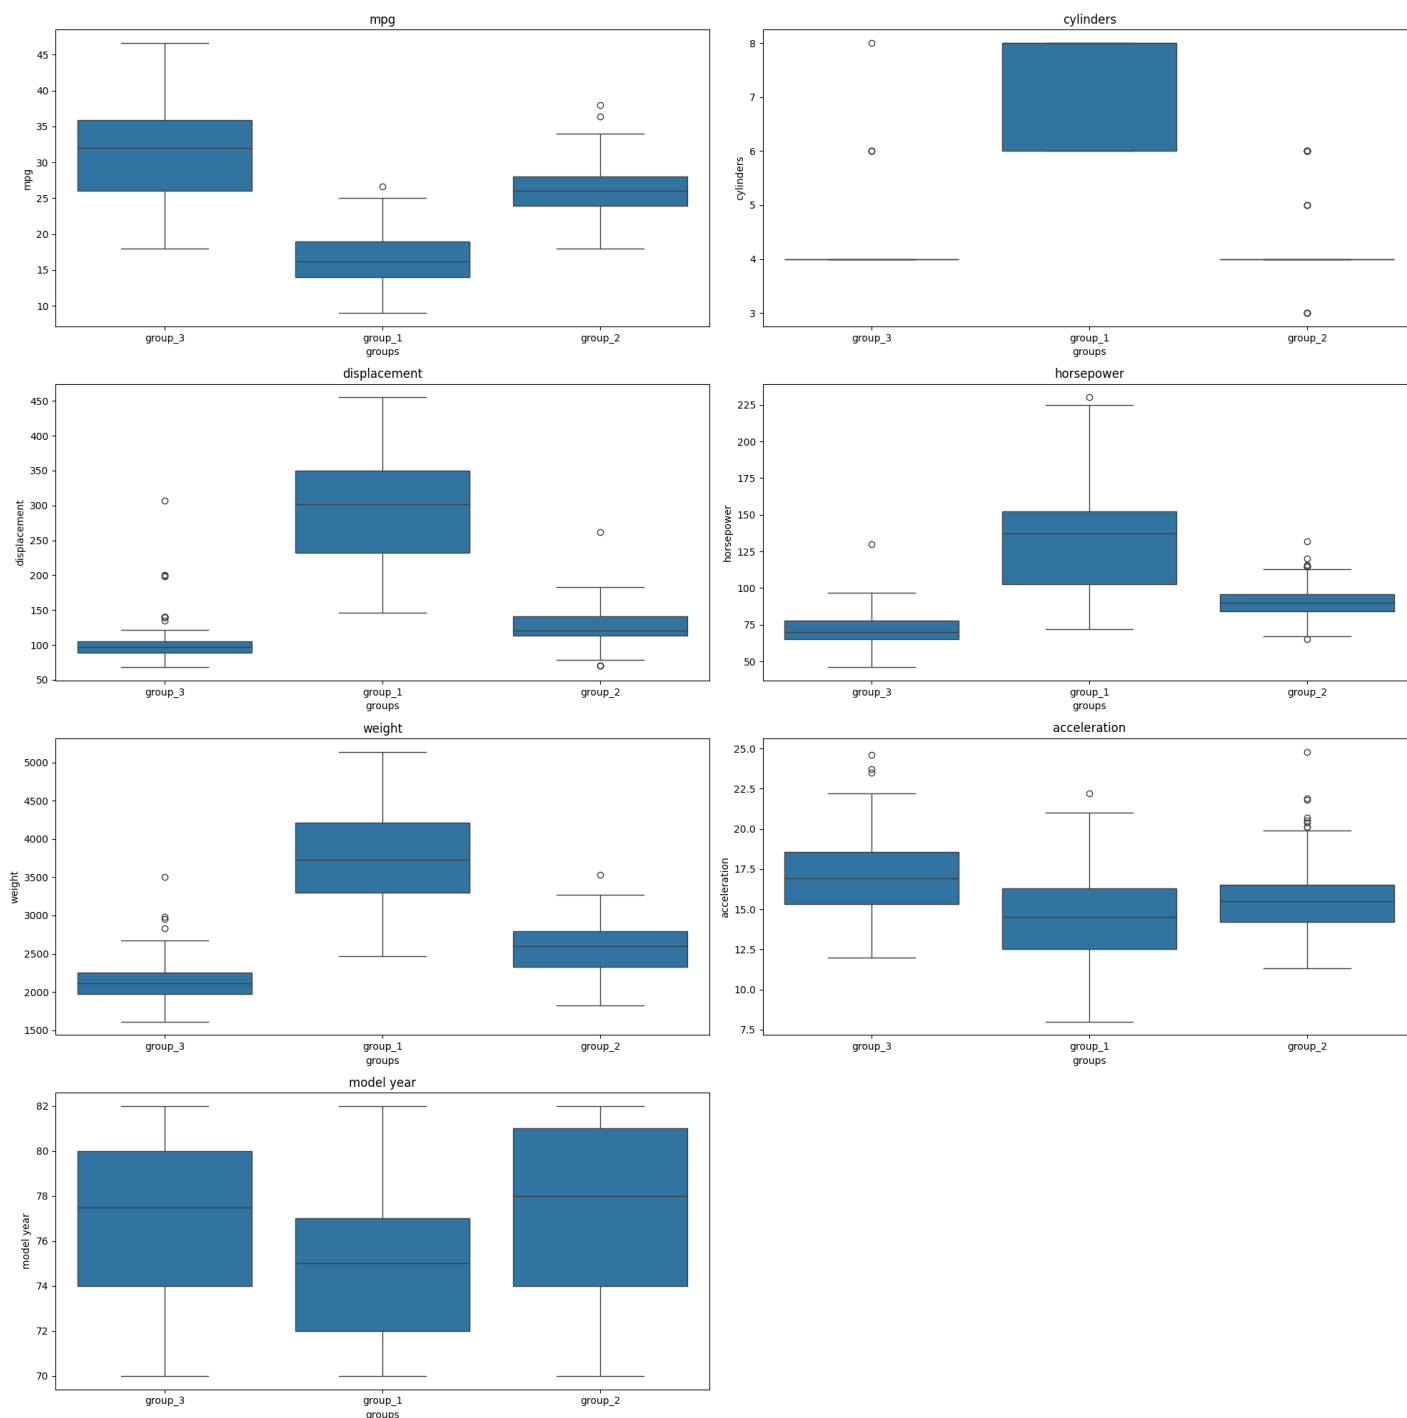 mpg
45
40
35
30
25
20
15
10
mpg
group_3 group_1 group_2
groups
cylinders
8
7
6
5
4
3
cylinders
group_3 group_1 group_2
groups
displacement
450
400
350
300
250
200
150
100
50
displacement
group_3 group_1 group_2
groups
horsepower
225
200
175
150
125
100
75
50
horsepower
group_3 group_1 group_2
groups
weight
5000
4500
4000
3500
3000
2500
2000
1500
weight
group_3 group_1 group_2
groups
acceleration
25.0
22.5
20.0
17.5
15.0
12.5
10.0
7.5
acceleration
group_3 group_1 group_2
groups
model year
82
80
78
76
74
72
70
model year
group_3 group_1 group_2
groups